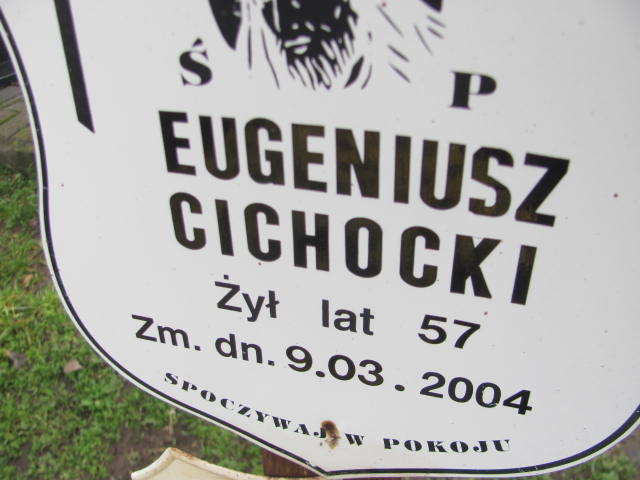 Ś P
EUGENIUSZ
CICHOCKI
Żył lat 57
Zm. dn. 9.03. 2004
SPOCZYWAJ W POKOJU